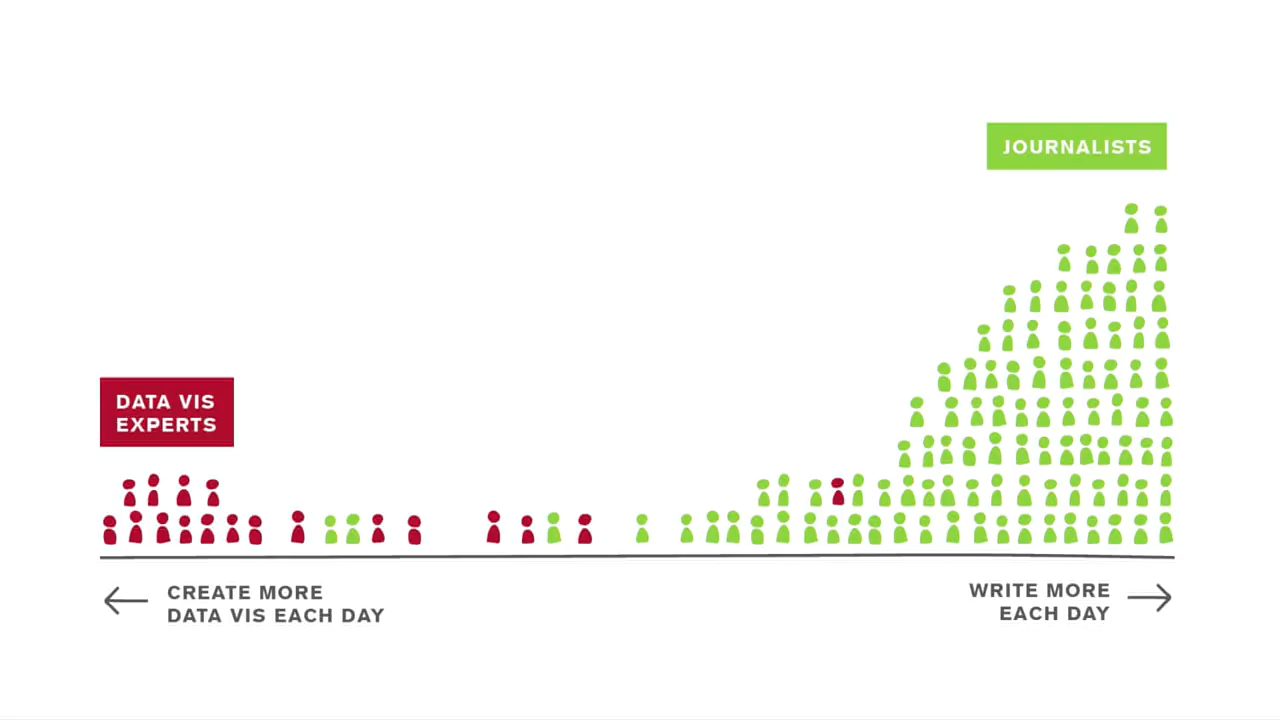 JOURNALISTS
DATA VIS
EXPERTS
CREATE MORE
DATA VIS EACH DAY
WRITE MORE
EACH DAY